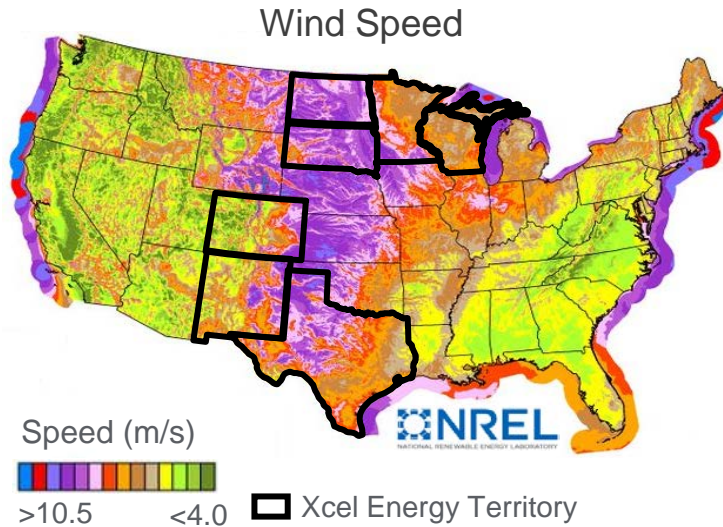 Wind Speed
NREL
NATIONAL RENEWABLE ENERGY LABORATORY
Speed (m/s)
>10.5 <4.0
Xcel Energy Territory